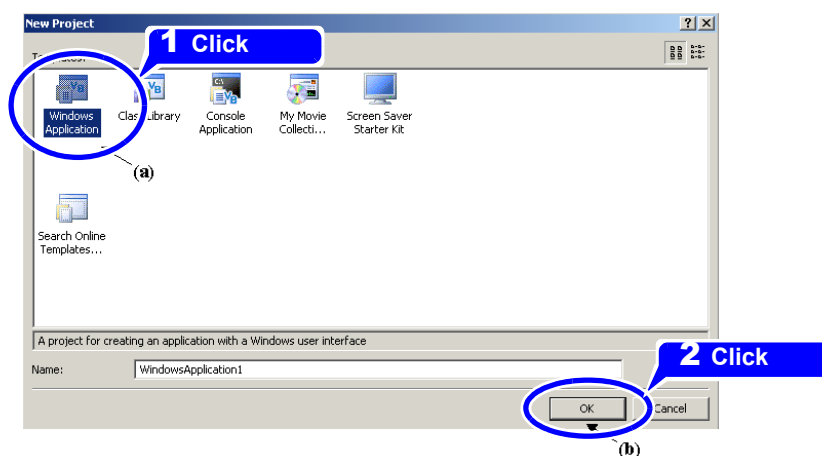 New Project
1 Click
Windows Application
Class Library
Console Application
My Movie Collecti...
Screen Saver Starter Kit
(a)
Search Online Templates...
A project for creating an application with a Windows user interface
Name:
WindowsApplication1
2 Click
OK
Cancel
(b)